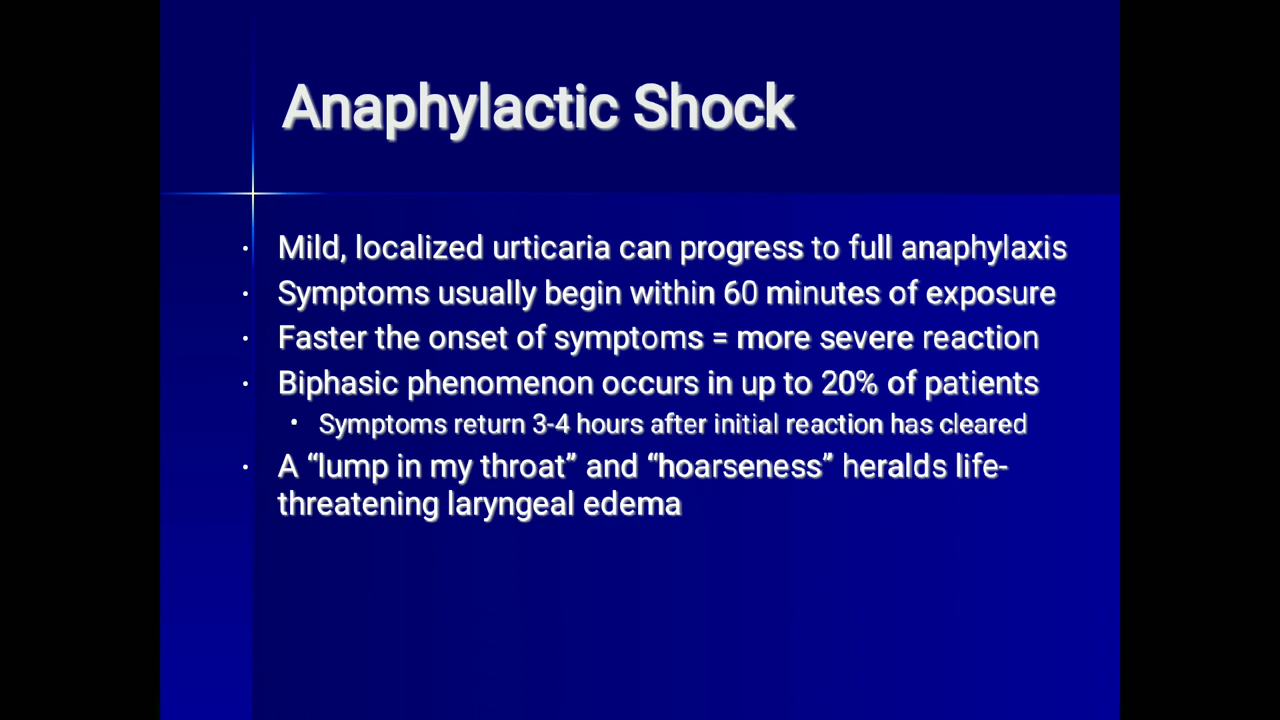 Anaphylactic Shock
• Mild, localized urticaria can progress to full anaphylaxis
• Symptoms usually begin within 60 minutes of exposure
• Faster the onset of symptoms = more severe reaction
• Biphasic phenomenon occurs in up to 20% of patients
• Symptoms return 3-4 hours after initial reaction has cleared
• A “lump in my throat” and “hoarseness” heralds life-
threatening laryngeal edema